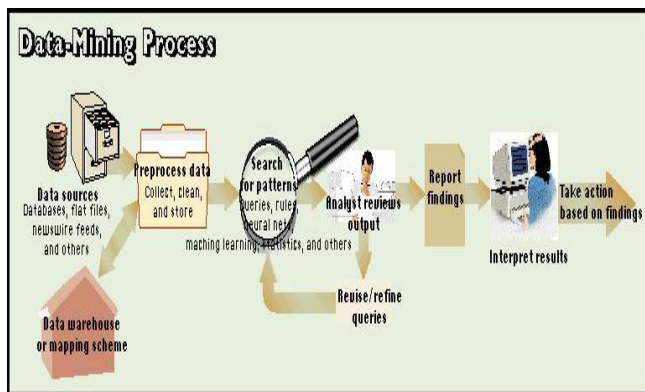 Data-Mining Process
Data sources
Databases, flat files,
newswire feeds,
and others
Preprocess data
Collect, clean,
and store
Search
for patterns
Queries, rules,
neural nets,
maching learning, statistics, and others
Analyst reviews
output
Report
findings
Interpret results
Take action
based on findings
Revise/refine
queries
Data warehouse
or mapping scheme